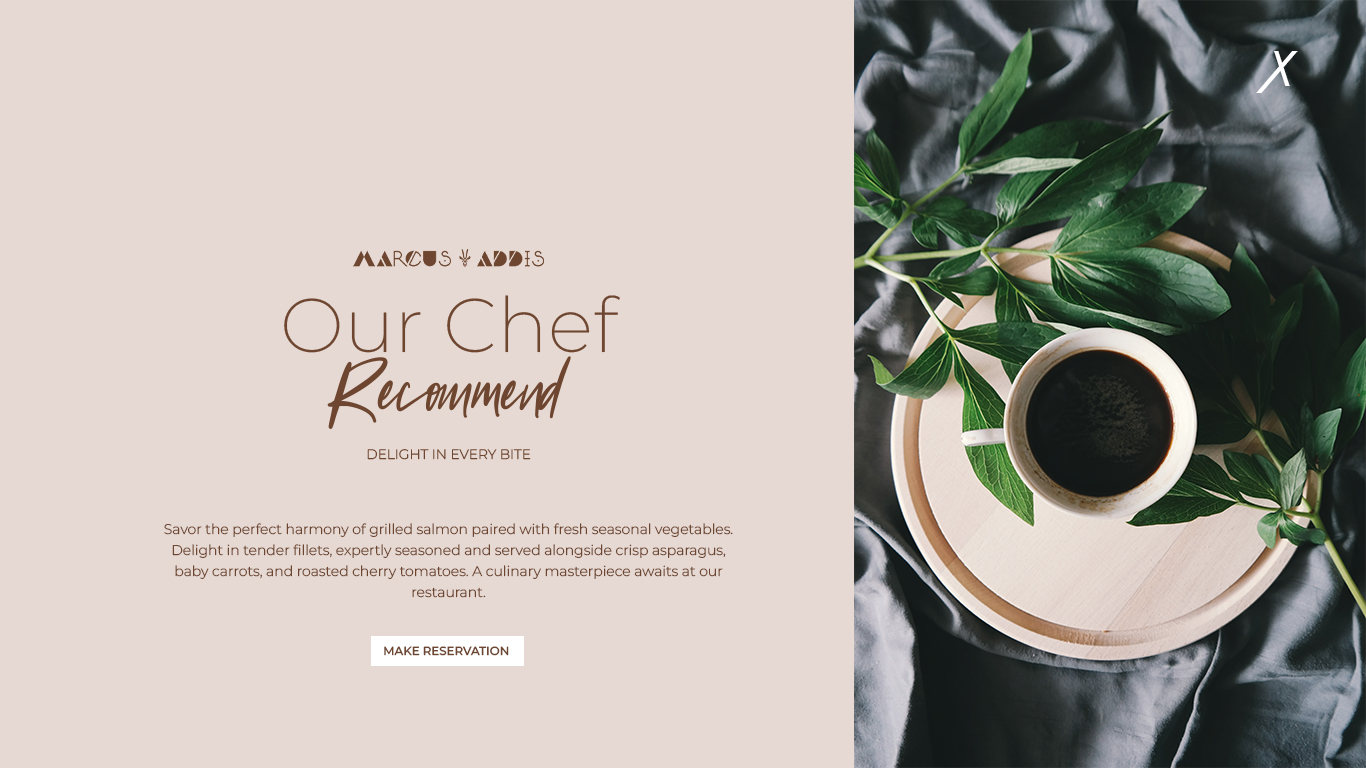 MARCUS ADDIS
Our Chef
Recommend
DELIGHT IN EVERY BITE
Savor the perfect harmony of grilled salmon paired with fresh seasonal vegetables.
Delight in tender fillets, expertly seasoned and served alongside crisp asparagus,
baby carrots, and roasted cherry tomatoes. A culinary masterpiece awaits at our
restaurant.
MAKE RESERVATION
X